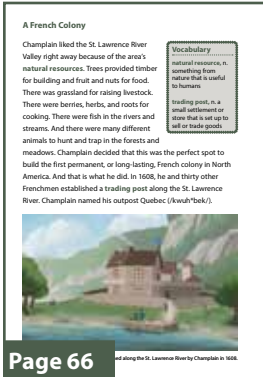 A French Colony
Champlain liked the St. Lawrence River
Valley right away because of the area's
natural resources. Trees provided timber
for building and fruit and nuts for food.
There was grassland for raising livestock.
There were berries, herbs, and roots for
cooking. There were fish in the rivers and
streams. And there were many different
animals to hunt and trap in the forests and
meadows. Champlain decided that this was the perfect spot to
build the first permanent, or long-lasting, French colony in North
America. And that is what he did. In 1608, he and thirty other
Frenchmen established a trading post along the St. Lawrence
River. Champlain named his outpost Quebec (/kwuh*bek/).
Vocabulary
natural resource, n.
something from
nature that is useful
to humans
trading post, n. a
small settlement or
store that is set up to
sell or trade goods
along the St. Lawrence River by Champlain in 1608.
Page 66